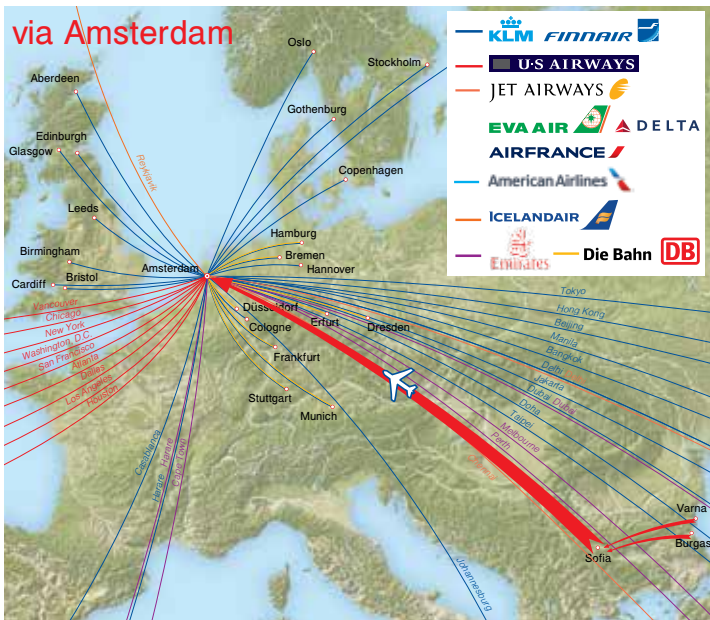 via Amsterdam
KLM FINNAIR
U·S AIRWAYS
JET AIRWAYS
EVA AIR DELTA
AIRFRANCE
American Airlines
ICELANDAIR
Emirates Die Bahn DB
Oslo
Stockholm
Aberdeen
Gothenburg
Edinburgh
Glasgow
Reykjavik
Copenhagen
Leeds
Hamburg
Birmingham
Bremen
Amsterdam
Hannover
Cardiff
Bristol
Tokyo
Vancouver
Chicago
New York
Washington, D.C.
San Francisco
Atlanta
Dallas
Los Angeles
Houston
Düsseldorf
Cologne
Erfurt
Dresden
Frankfurt
Stuttgart
Munich
Hong Kong
Beijing
Manila
Bangkok
Delhi
Jakarta
Dubai Duba
Doha
Taipei
Melbourne
Perth
Casablanca
Harare
Harare
Cape Town
Johannesburg
Varna
Burgas
Sofia